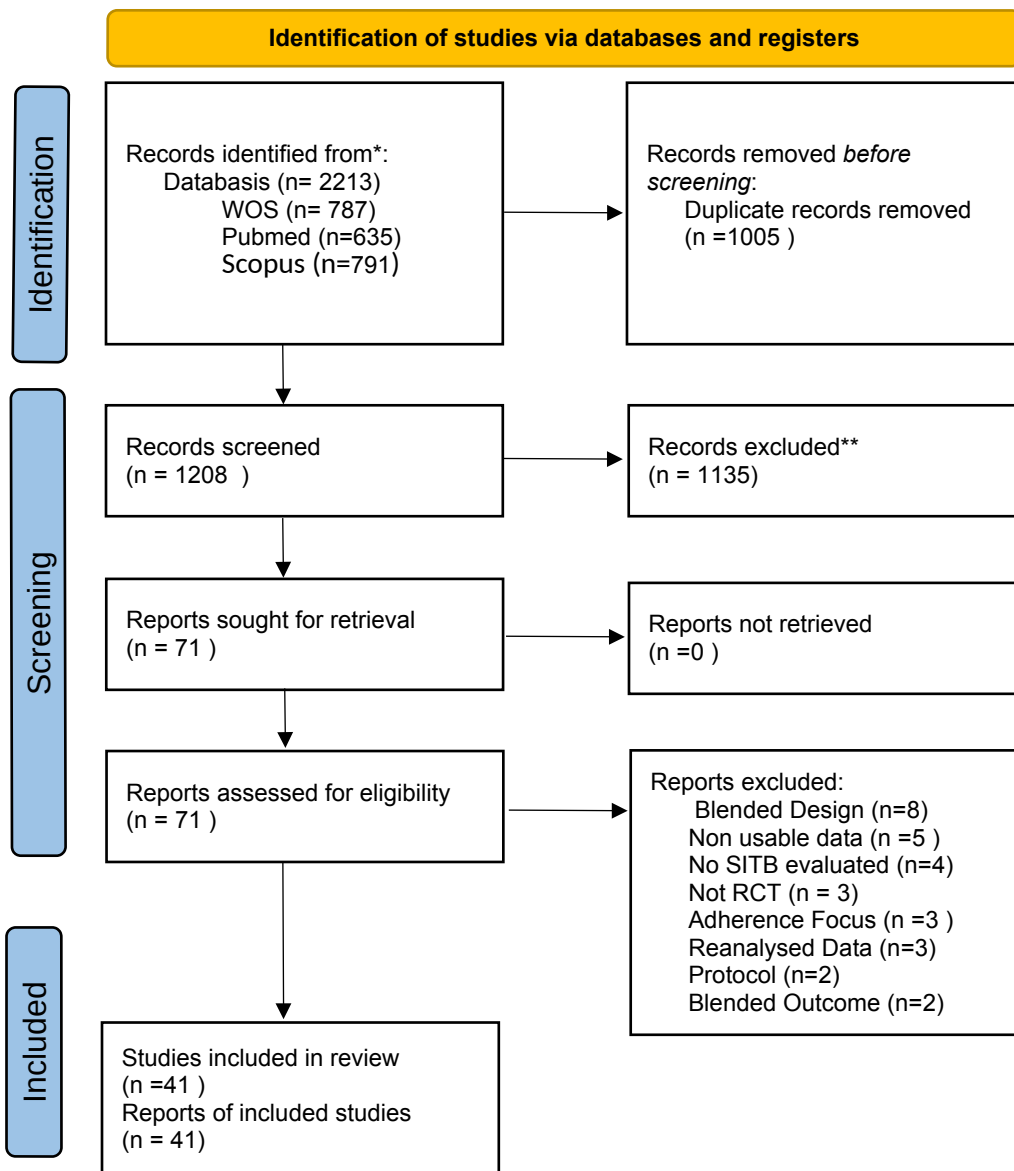 Identification of studies via databases and registers
Identification
Records identified from*:
Databasis (n= 2213)
WOS (n= 787)
Pubmed (n=635)
Scopus (n=791)
Records removed before
screening:
Duplicate records removed
(n =1005 )
Screening
Records screened
(n = 1208 )
Records excluded**
(n = 1135)
Reports sought for retrieval
(n = 71 )
Reports not retrieved
(n =0 )
Reports assessed for eligibility
(n = 71 )
Reports excluded:
Blended Design (n=8)
Non usable data (n =5 )
No SITB evaluated (n=4)
Not RCT (n = 3)
Adherence Focus (n =3 )
Reanalysed Data (n=3)
Protocol (n=2)
Blended Outcome (n=2)
Included
Studies included in review
(n =41 )
Reports of included studies
(n = 41)